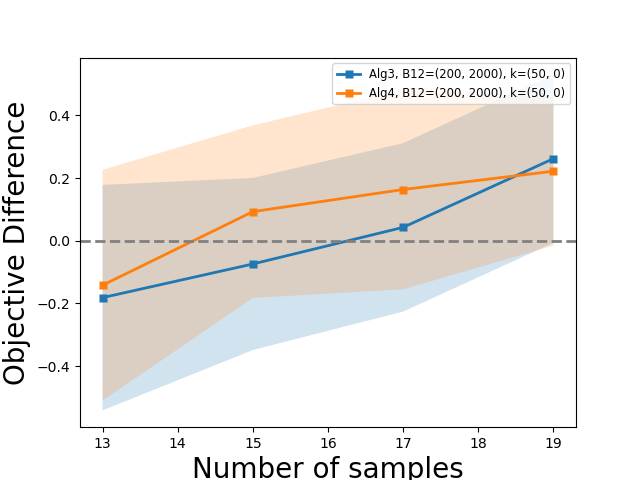 Alg3, B12=(200, 2000), k=(50, 0)
Alg4, B12=(200, 2000), k=(50, 0)
Objective Difference
0.4
0.2
0.0
−0.2
−0.4
13 14 15 16 17 18 19
Number of samples